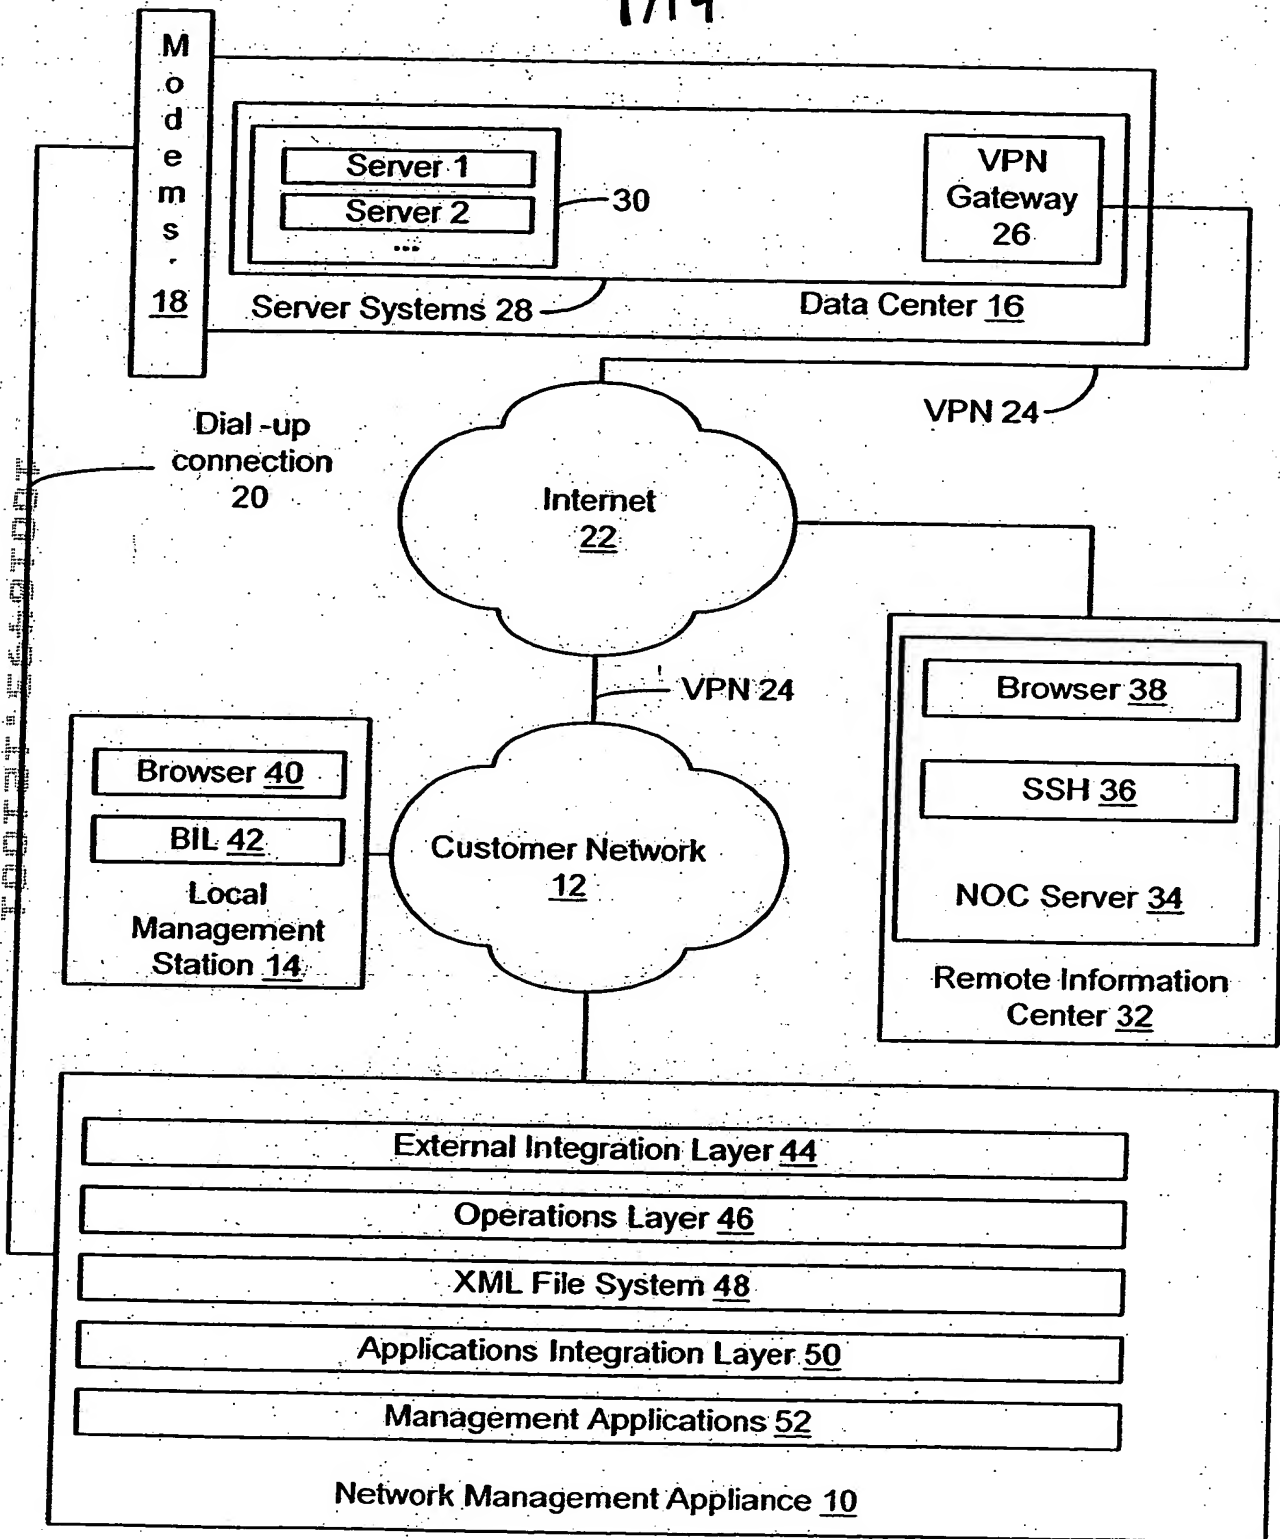 1/14
Modems
18
Server 1
Server 2
...
30
VPN
Gateway
26
Server Systems 28
Data Center 16
VPN 24
Dial -up
connection
20
Internet
22
VPN 24
Browser 38
SSH 36
NOC Server 34
Remote Information
Center 32
Browser 40
BIL 42
Local
Management
Station 14
Customer Network
12
External Integration Layer 44
Operations Layer 46
XML File System 48
Applications Integration Layer 50
Management Applications 52
Network Management Appliance 10